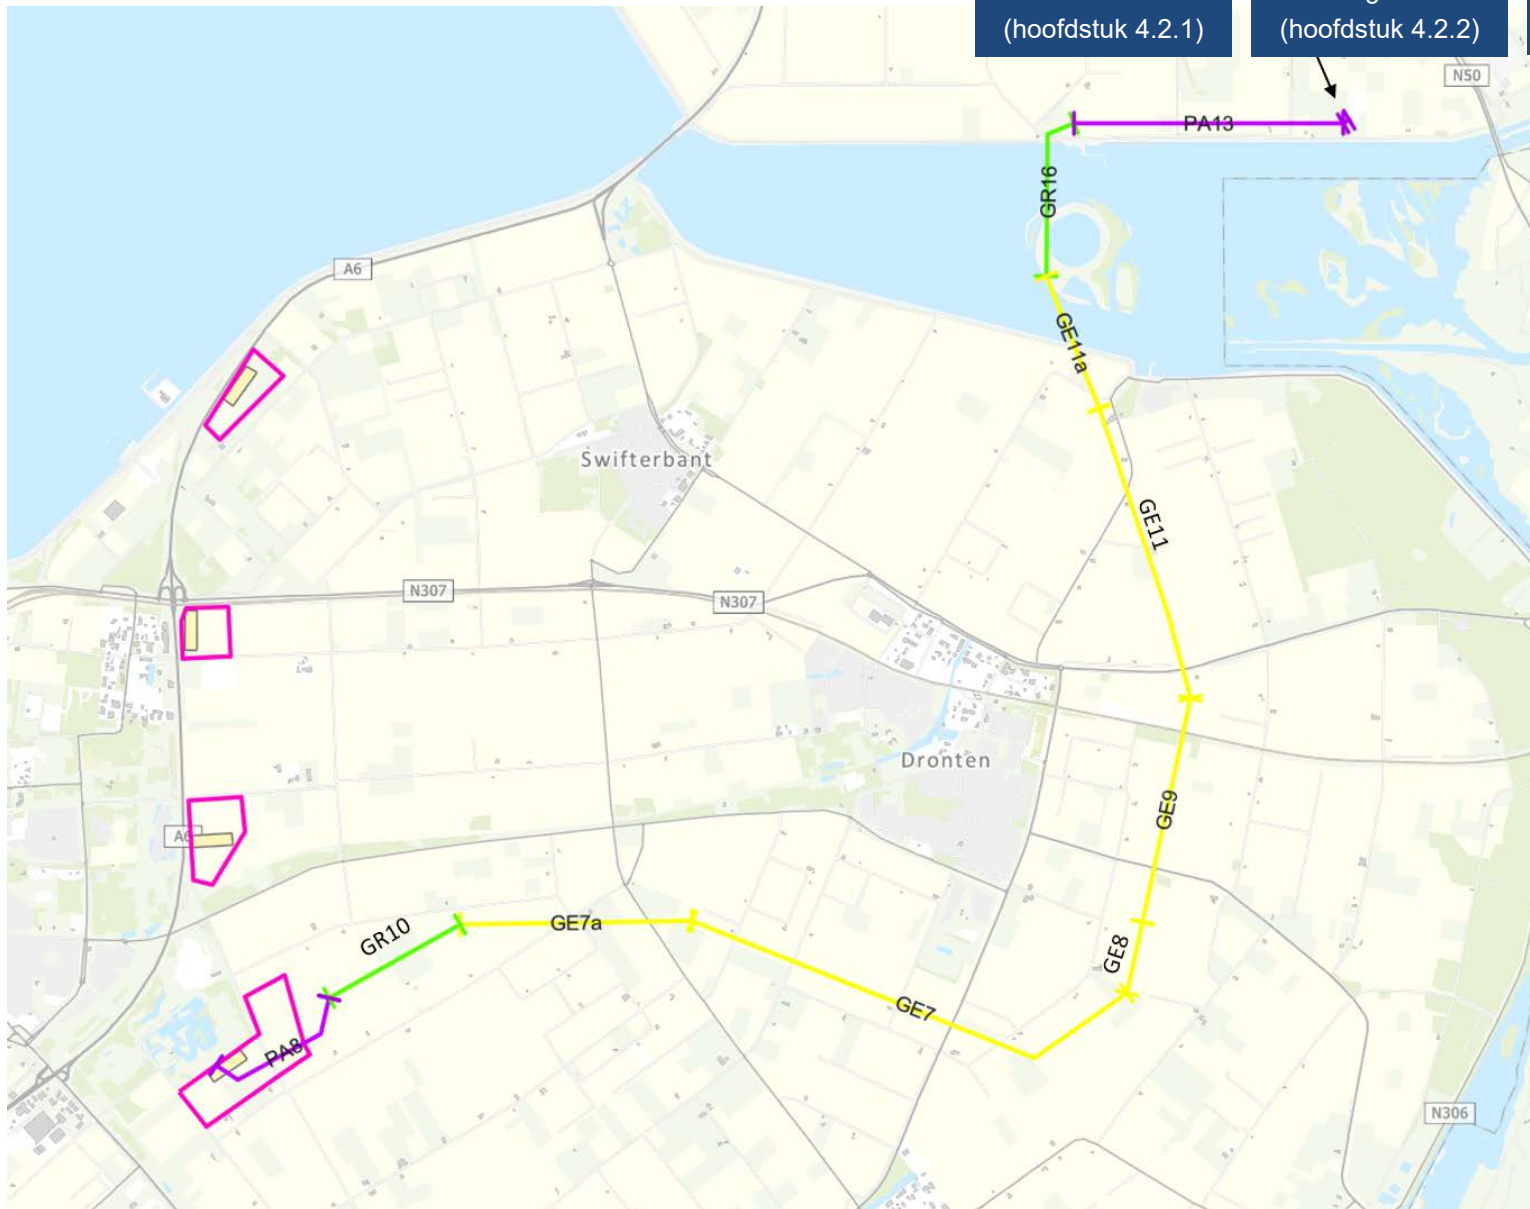 (hoofdstuk 4.2.1)
(hoofdstuk 4.2.2)
N50
PA13
GR16
A6
GE11a
Swifterbant
GE11
N307
N307
Dronten
GE9
A6
GR10
GE7a
GE8
GE7
PA8
N306